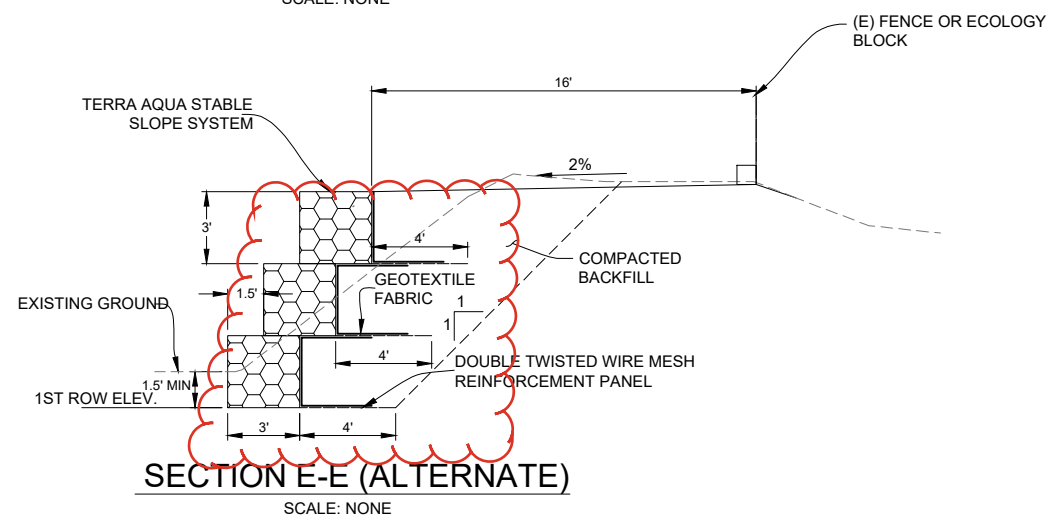 SCALE: NONE
(E) FENCE OR ECOLOGY
BLOCK
16'
TERRA AQUA STABLE
SLOPE SYSTEM
2%
3'
4'
COMPACTED
BACKFILL
GEOTEXTILE
FABRIC
1.5'
EXISTING GROUND
1
1
4'
DOUBLE TWISTED WIRE MESH
REINFORCEMENT PANEL
1.5' MIN
1ST ROW ELEV.
3'
4'
SECTION E-E (ALTERNATE)
SCALE: NONE